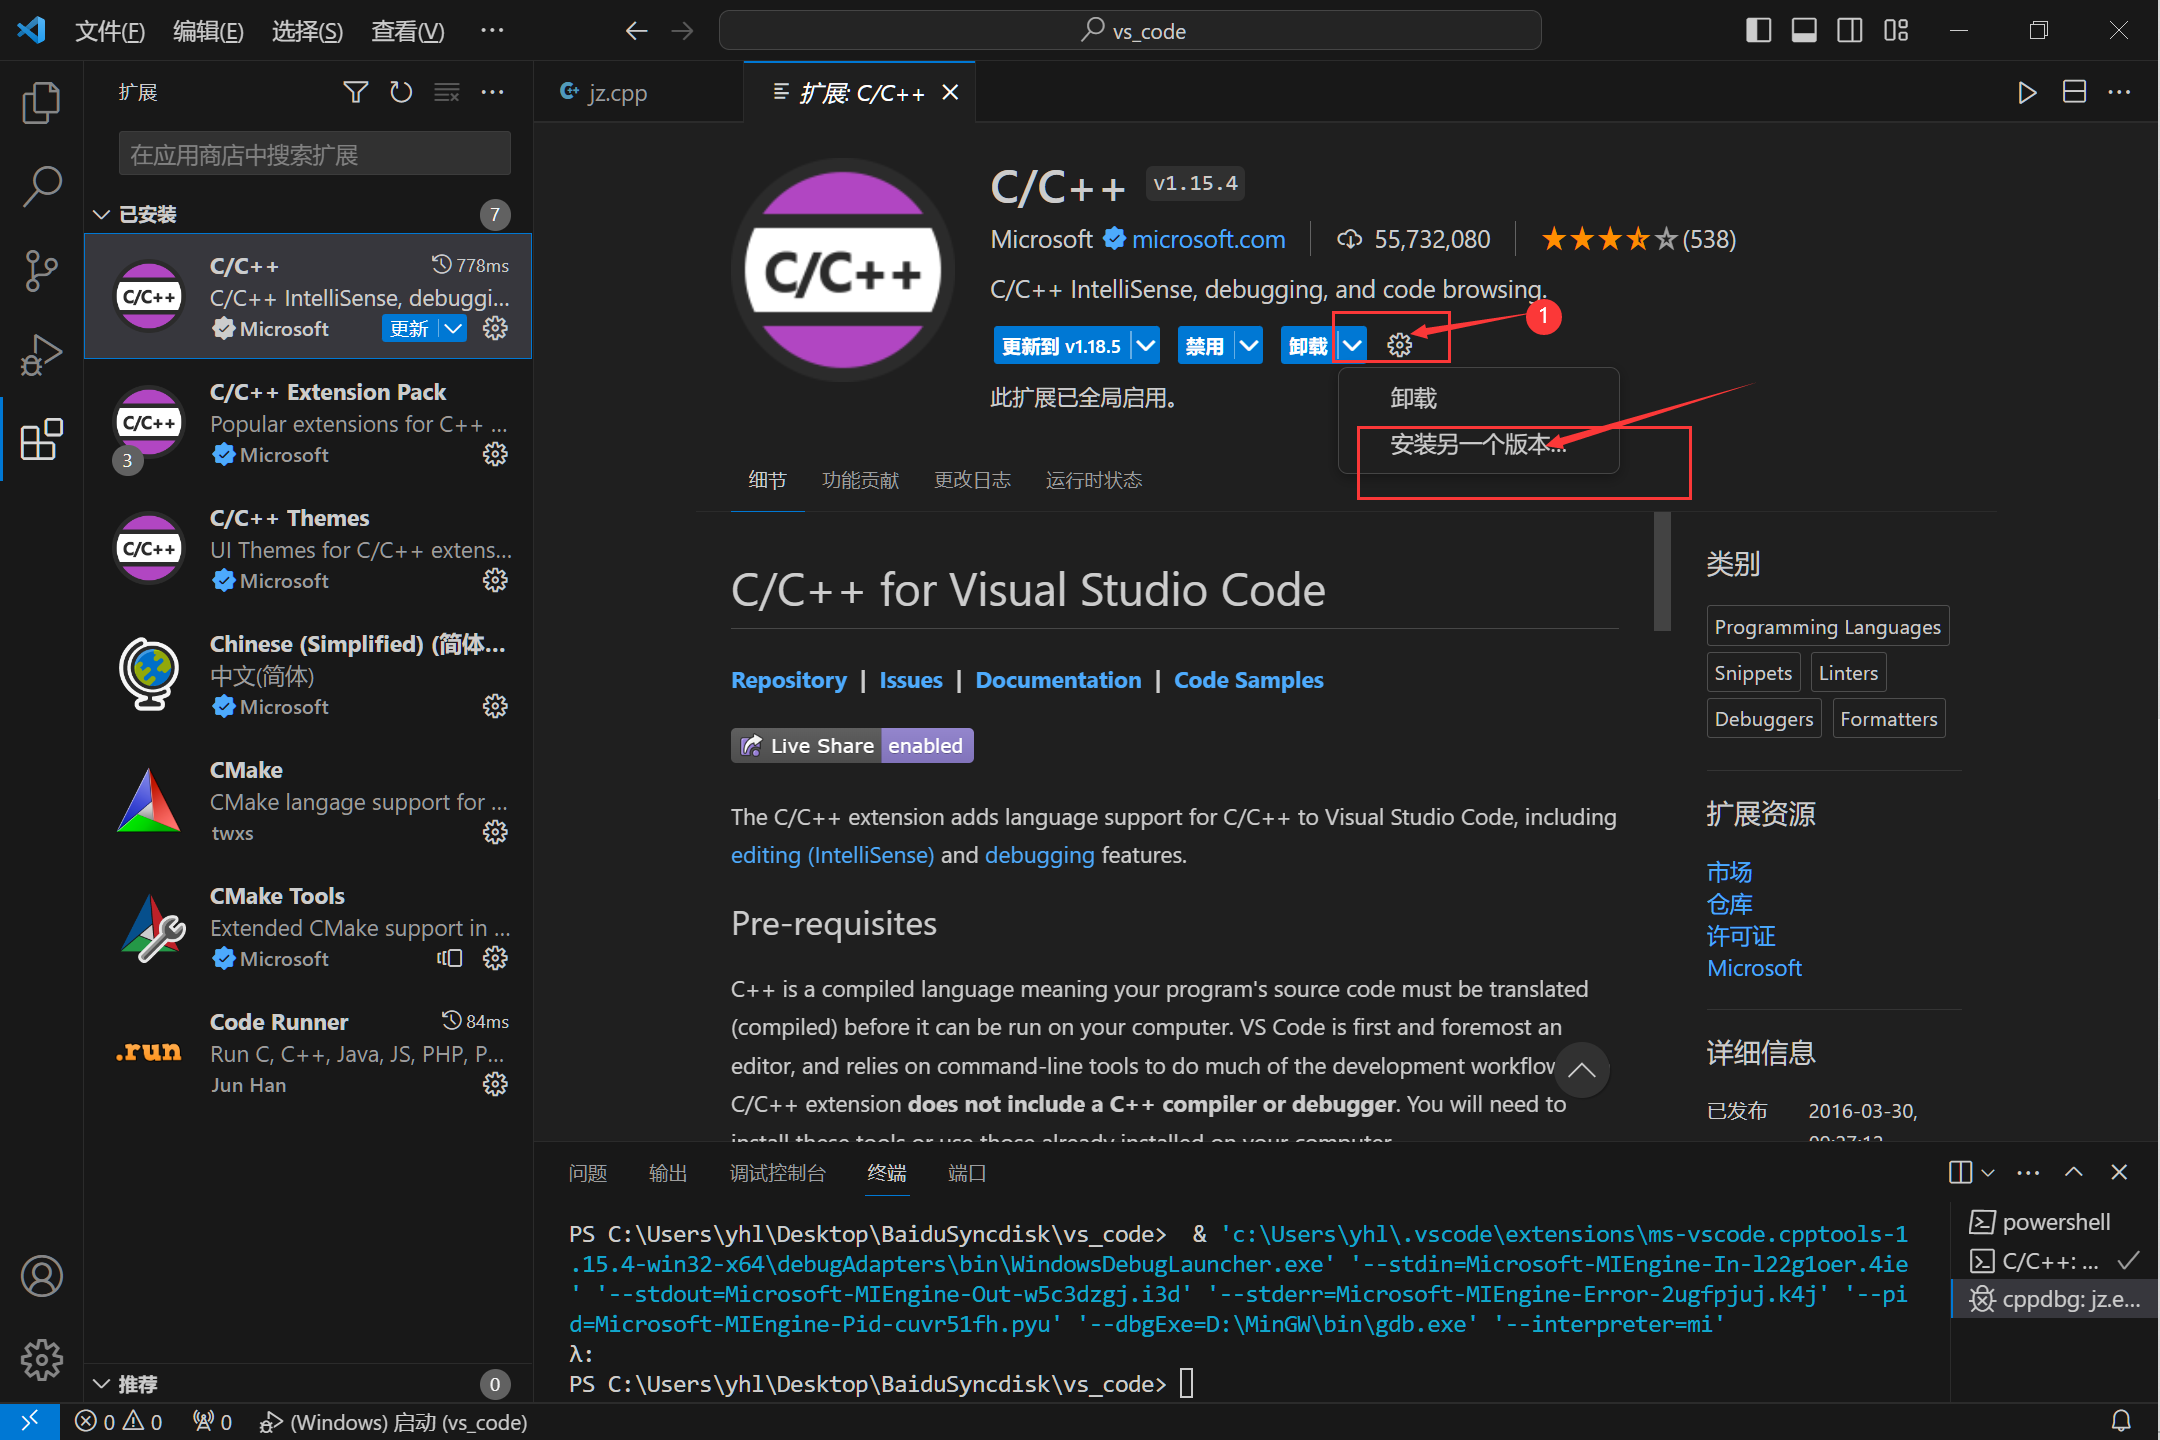 文件(F) 编辑(E) 选择(S) 查看(V) ··· vs_code
扩展
在应用商店中搜索扩展
已安装 7
C/C++ 778ms
C/C++ IntelliSense, debuggi...
Microsoft 更新
C/C++
C/C++ Extension Pack
Popular extensions for C++ ...
Microsoft
C/C++
3
C/C++ Themes
UI Themes for C/C++ extens...
Microsoft
C/C++
Chinese (Simplified) (简体...
中文(简体)
Microsoft
CMake
CMake langage support for ...
twxs
CMake Tools
Extended CMake support in ...
Microsoft
Code Runner 84ms
.run
Run C, C++, Java, JS, PHP, P...
Jun Han
推荐 0
jz.cpp 扩展: C/C++
C/C++
C/C++ v1.15.4
Microsoft microsoft.com 55,732,080 (538)
C/C++ IntelliSense, debugging, and code browsing.
1
更新到 v1.18.5 禁用 卸载
此扩展已全局启用。
卸载
安装另一个版本...
细节 功能贡献 更改日志 运行时状态
C/C++ for Visual Studio Code
Repository | Issues | Documentation | Code Samples
Live Share enabled
The C/C++ extension adds language support for C/C++ to Visual Studio Code, including
editing (IntelliSense) and debugging features.
Pre-requisites
C++ is a compiled language meaning your program's source code must be translated
(compiled) before it can be run on your computer. VS Code is first and foremost an
editor, and relies on command-line tools to do much of the development workflow
C/C++ extension does not include a C++ compiler or debugger. You will need to
install these tools or use those already installed on your computer.
类别
Programming Languages
Snippets Linters
Debuggers Formatters
扩展资源
市场
仓库
许可证
Microsoft
详细信息
已发布 2016-03-30,
问题 输出 调试控制台 终端 端口
PS C:\Users\yhl\Desktop\BaiduSyncdisk\vs_code>  & 'c:\Users\yhl\.vscode\extensions\ms-vscode.cpptools-1
.15.4-win32-x64\debugAdapters\bin\WindowsDebugLauncher.exe' '--stdin=Microsoft-MIEngine-In-l22g1oer.4ie
' '--stdout=Microsoft-MIEngine-Out-w5c3dzgj.i3d' '--stderr=Microsoft-MIEngine-Error-2ugfpjuj.k4j' '--pi
d=Microsoft-MIEngine-Pid-cuvr51fh.pyu' '--dbgExe=D:\MinGW\bin\gdb.exe' '--interpreter=mi'
λ:
PS C:\Users\yhl\Desktop\BaiduSyncdisk\vs_code>
powershell
C/C++: ...
cppdbg: jz.e...
0 0 0 (Windows) 启动 (vs_code)